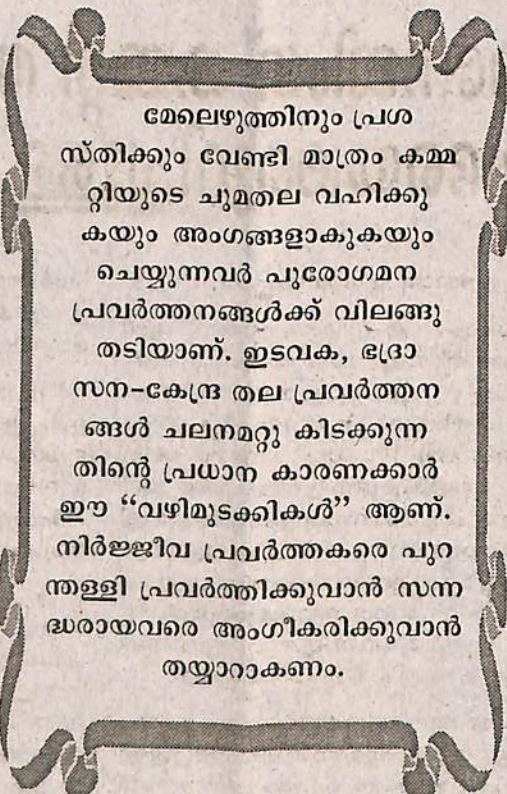 മേലെഴുത്തിനും പ്രശ
സ്തിക്കും വേണ്ടി മാത്രം കമ്മ
റ്റിയുടെ ചുമതല വഹിക്കു
കയും അംഗങ്ങളാകുകയും
ചെയ്യുന്നവർ പുരോഗമന
പ്രവർത്തനങ്ങൾക്ക് വിലങ്ങു
തടിയാണ്. ഇടവക, ഭദ്രാ
സന-കേന്ദ്ര തല പ്രവർത്തന
ങ്ങൾ ചലനമറ്റു കിടക്കുന്ന
തിന്റെ പ്രധാന കാരണക്കാർ
ഈ “വഴിമുടക്കികൾ” ആണ്.
നിർജ്ജീവ പ്രവർത്തകരെ പുറ
ന്തള്ളി പ്രവർത്തിക്കുവാൻ സന്ന
ദ്ധരായവരെ അംഗീകരിക്കുവാൻ
തയ്യാറാകണം.